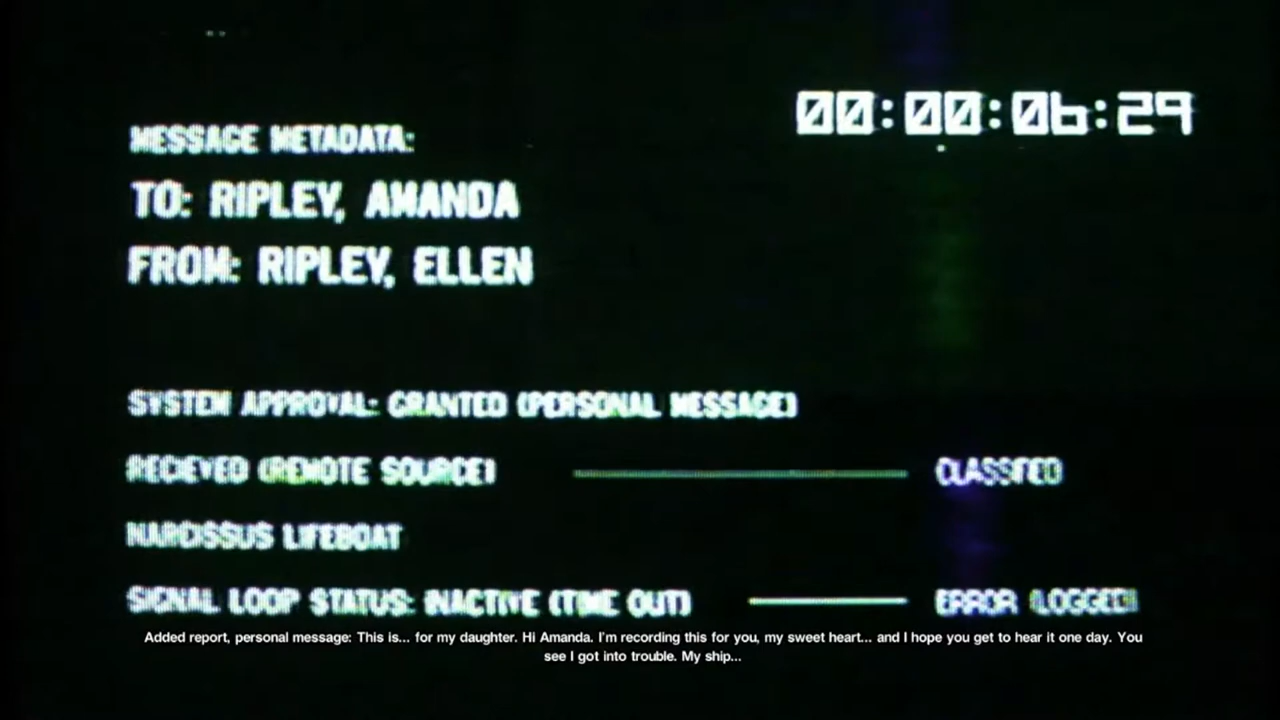 00:00:06:29
MESSAGE METADATA:
TO: RIPLEY, AMANDA
FROM: RIPLEY, ELLEN
SYSTEM APPROVAL: GRANTED (PERSONAL MESSAGE)
RECIEVED (REMOTE SOURCE) CLASSIFIED
NARCISSUS LIFEBOAT
SIGNAL LOOP STATUS: INACTIVE (TIME OUT) ERROR (LOGGED)
Added report, personal message: This is... for my daughter. Hi Amanda. I'm recording this for you, my sweet heart... and I hope you get to hear it one day. You
see I got into trouble. My ship...